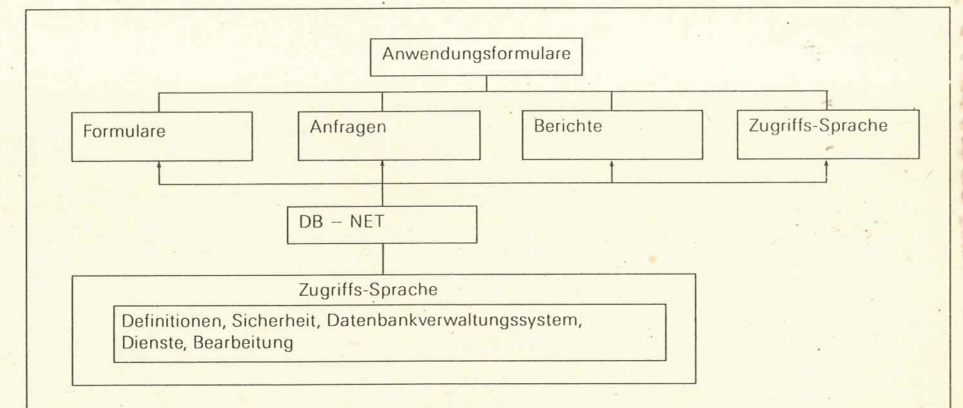 Anwendungsformulare
Formulare
Anfragen
Berichte
Zugriffs-Sprache
DB – NET
Zugriffs-Sprache
Definitionen, Sicherheit, Datenbankverwaltungssystem,
Dienste, Bearbeitung